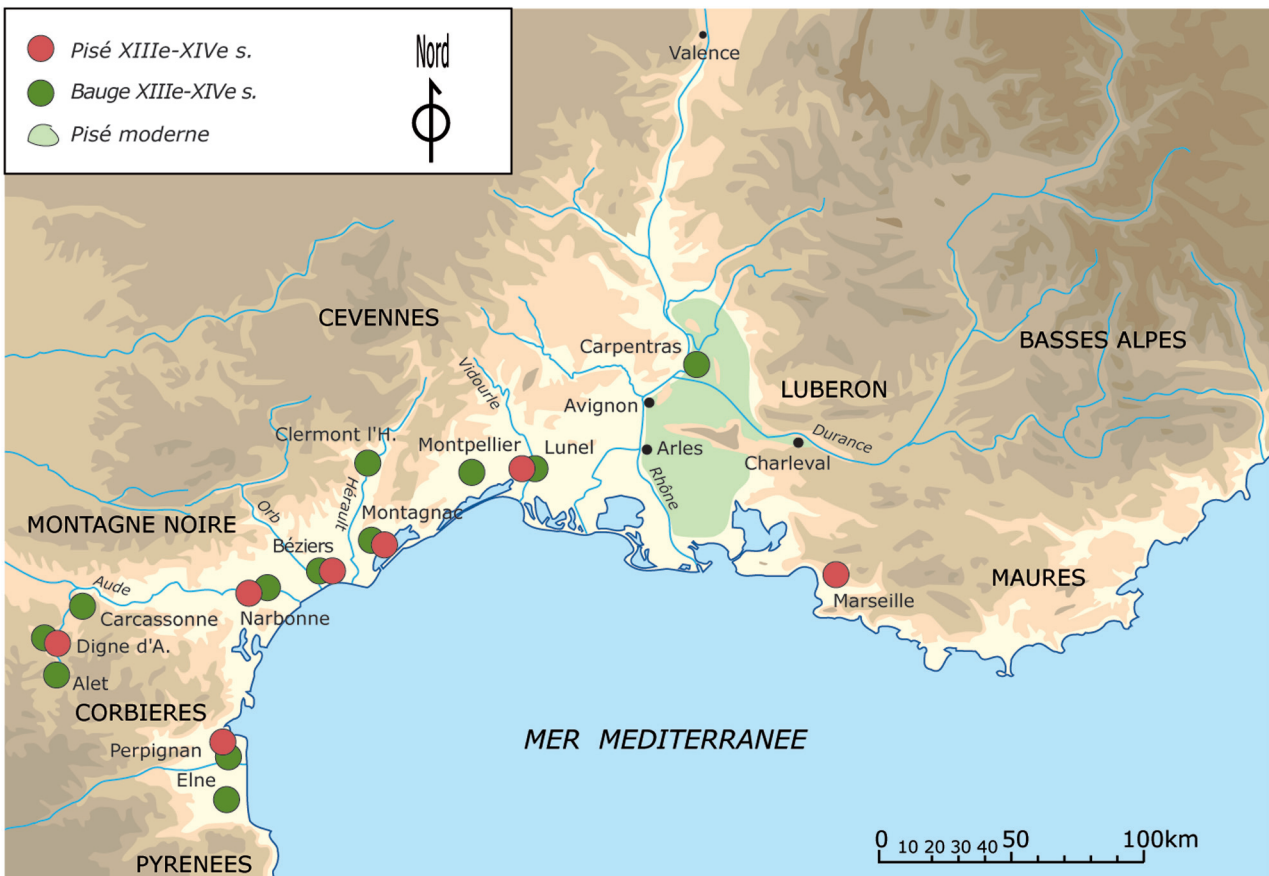 Pisé XIIIe-XIVe s.
Bauge XIIIe-XIVe s.
Pisé moderne
Nord
Valence
CEVENNES
Vidourle
Carpentras
BASSES ALPES
LUBERON
Avignon
Durance
Clermont l'H.
Montpellier
Lunel
Arles
Charleval
Rhône
Hérault
Orb
Montagnac
MONTAGNE NOIRE
Béziers
Aude
MAURES
Marseille
Carcassonne
Narbonne
Digne d'A.
Alet
CORBIERES
Perpignan
MER MEDITERRANEE
Elne
PYRENEES
0 10 20 30 40 50 100km